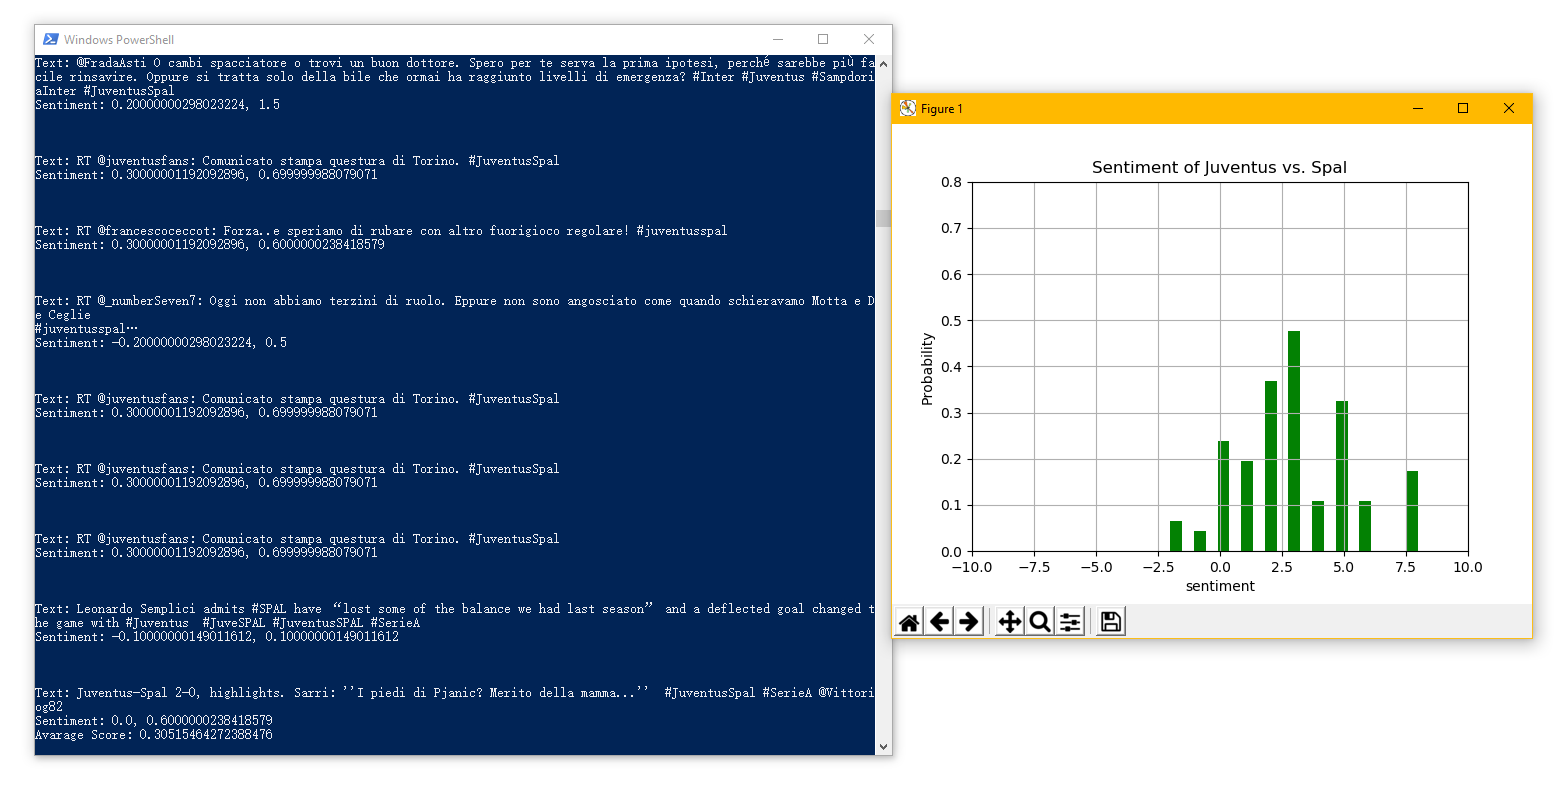 Windows PowerShell
Text: @FradaAsti O cambi spacciatore o trovi un buon dottore. Spero per te serva la prima ipotesi, perché sarebbe più fa
cile rinsavire. Oppure si tratta solo della bile che ormai ha raggiunto livelli di emergenza? #Inter #Juventus #Sampdori
aInter #JuventusSpal
Sentiment: 0.20000000298023224, 1.5
Text: RT @juventusfans: Comunicato stampa questura di Torino. #JuventusSpal
Sentiment: 0.30000001192092896, 0.699999988079071
Text: RT @francescoceccot: Forza..e speriamo di rubare con altro fuorigioco regolare! #juventusspal
Sentiment: 0.30000001192092896, 0.6000000238418579
Text: RT @_numberSeven7: Oggi non abbiamo terzini di ruolo. Eppure non sono angosciato come quando schieravamo Motta e D
e Ceglie
#juventusspal…
Sentiment: -0.20000000298023224, 0.5
Text: RT @juventusfans: Comunicato stampa questura di Torino. #JuventusSpal
Sentiment: 0.30000001192092896, 0.699999988079071
Text: RT @juventusfans: Comunicato stampa questura di Torino. #JuventusSpal
Sentiment: 0.30000001192092896, 0.699999988079071
Text: RT @juventusfans: Comunicato stampa questura di Torino. #JuventusSpal
Sentiment: 0.30000001192092896, 0.699999988079071
Text: Leonardo Semplici admits #SPAL have “lost some of the balance we had last season” and a deflected goal changed t
he game with #Juventus  #JuveSPAL #JuventusSPAL #SerieA
Sentiment: -0.10000000149011612, 0.10000000149011612
Text: Juventus-Spal 2-0, highlights. Sarri: ''I piedi di Pjanic? Merito della mamma...''  #JuventusSpal #SerieA @Vittori
og82
Sentiment: 0.0, 0.6000000238418579
Avarage Score: 0.30515464272388476
Figure 1
Sentiment of Juventus vs. Spal
0.8
0.7
0.6
0.5
0.4
0.3
0.2
0.1
0.0
Probability
−10.0 −7.5 −5.0 −2.5 0.0 2.5 5.0 7.5 10.0
sentiment